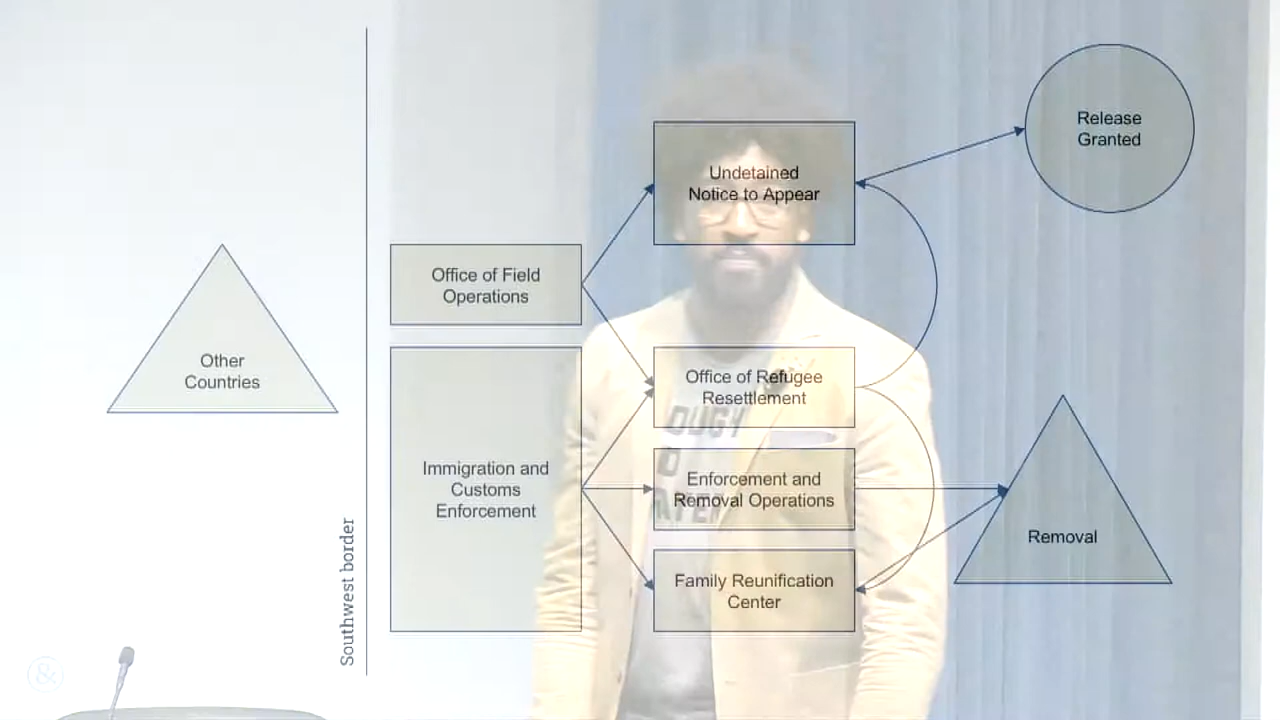 Release
Granted
Undetained
Notice to Appear
Office of Field
Operations
Other
Countries
Office of Refugee
Resettlement
Immigration and
Customs
Enforcement
Enforcement and
Removal Operations
Removal
Family Reunification
Center
Southwest border
&